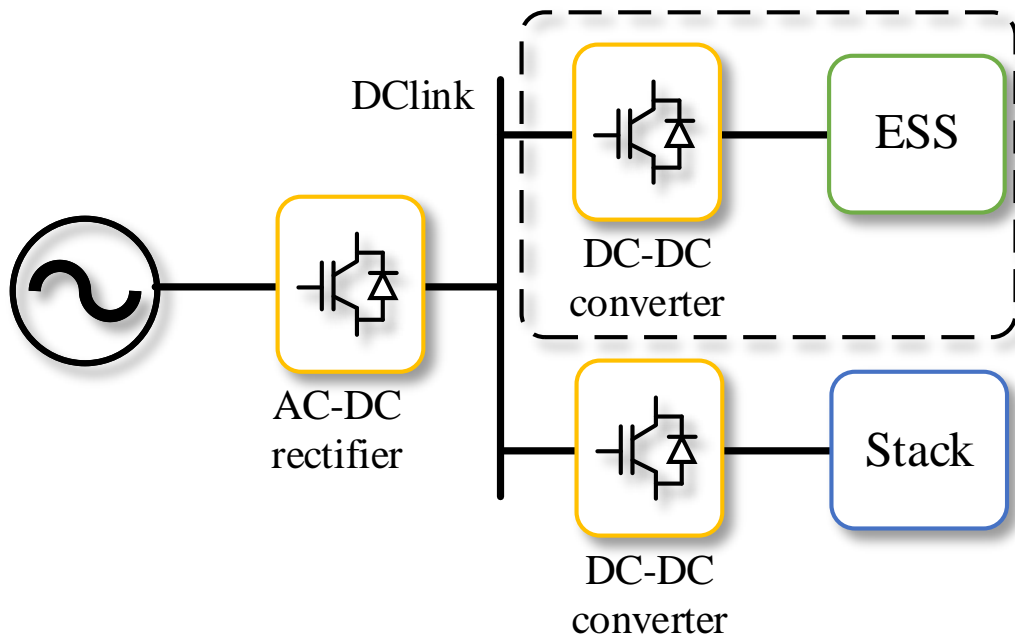 DClink
ESS
DC-DC
converter
AC-DC
rectifier
Stack
DC-DC
converter